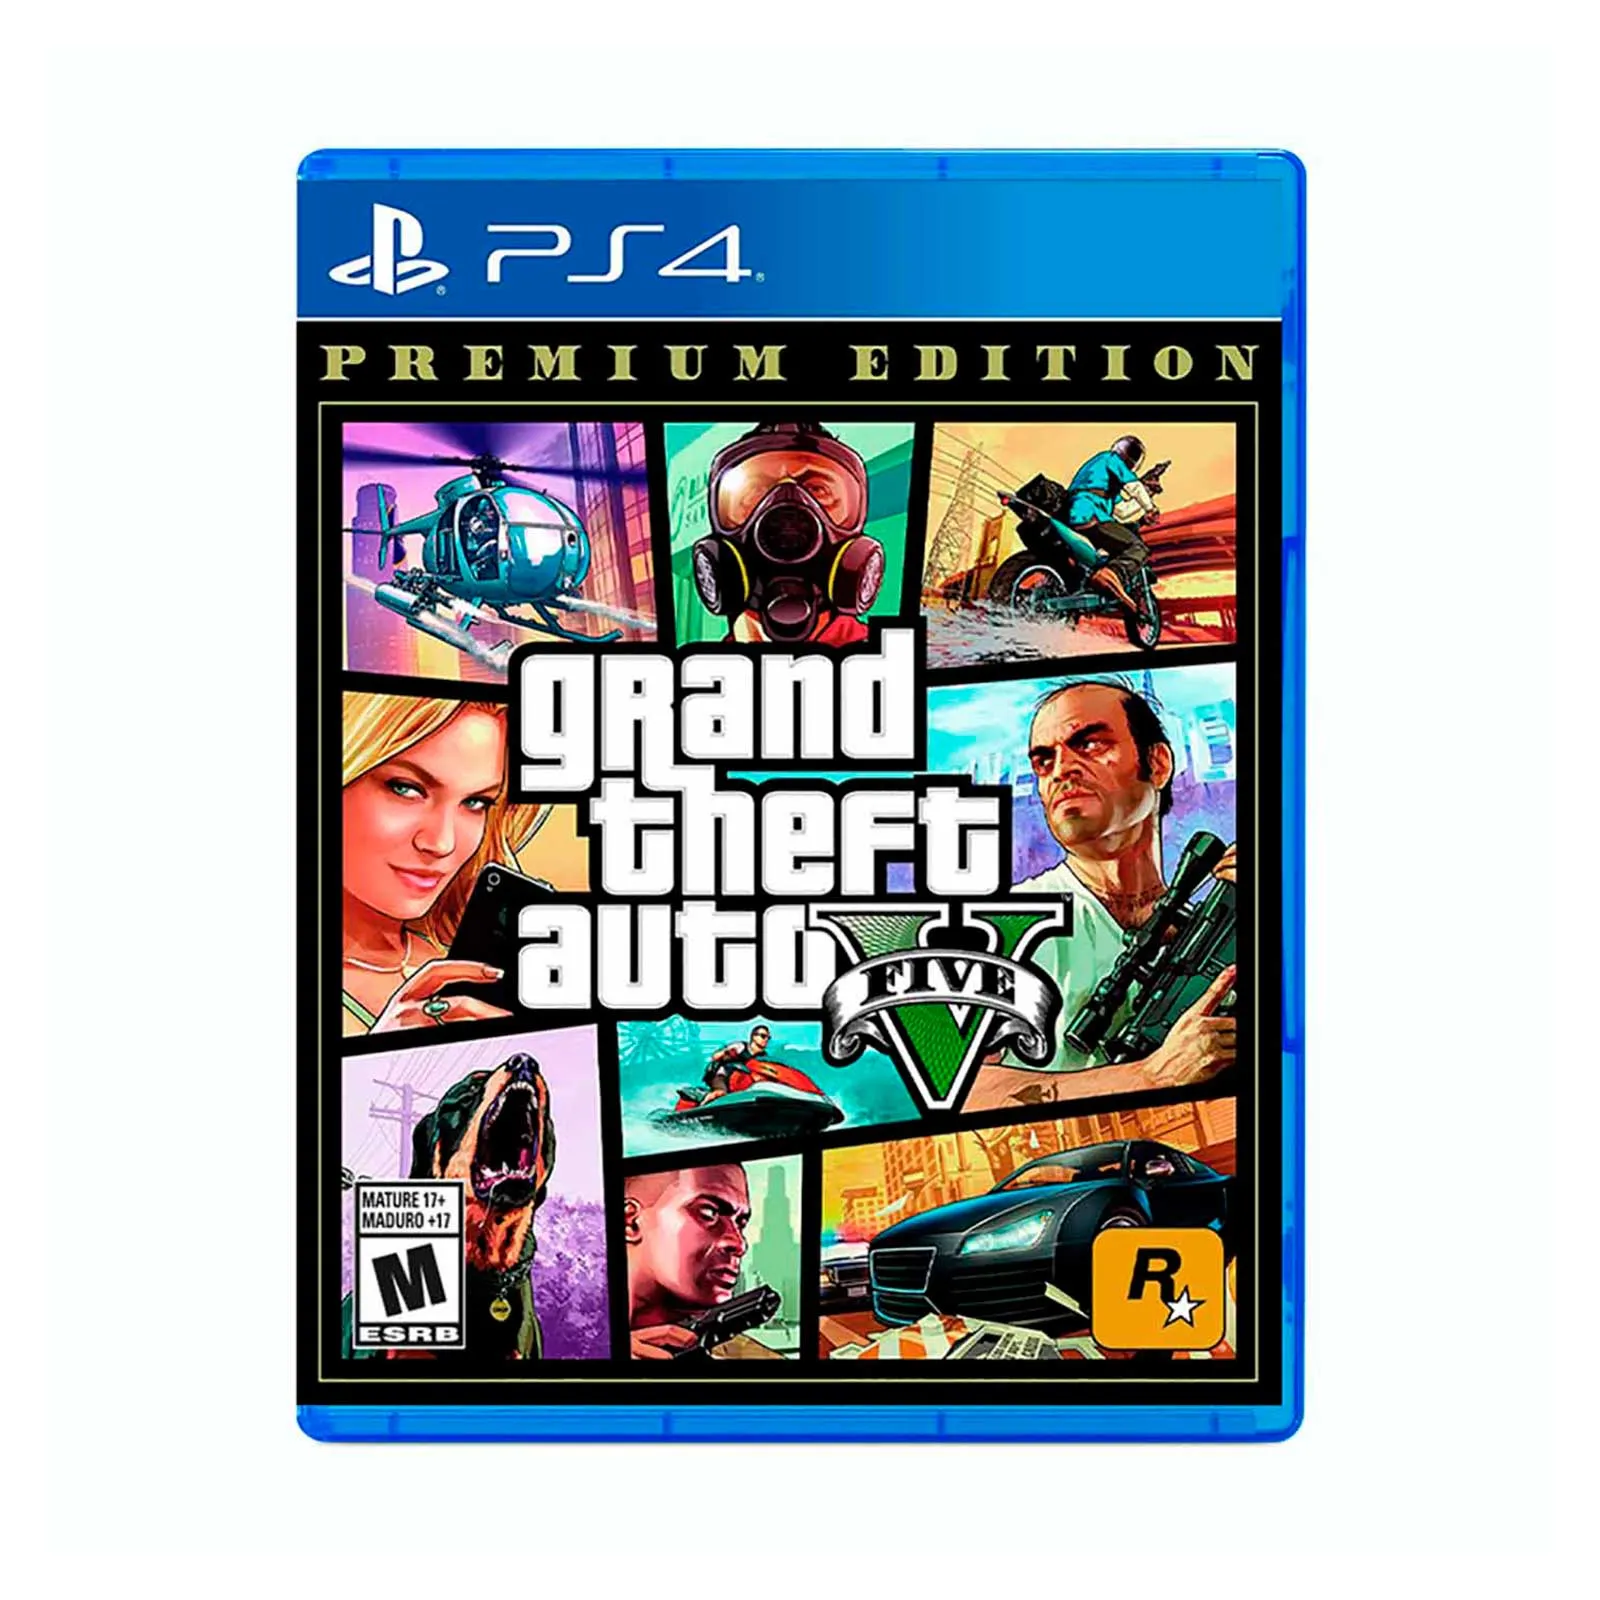 PS4
PREMIUM EDITION
grand
theft
auto V
FIVE
MATURE 17+
MADURO +17
M
ESRB
R